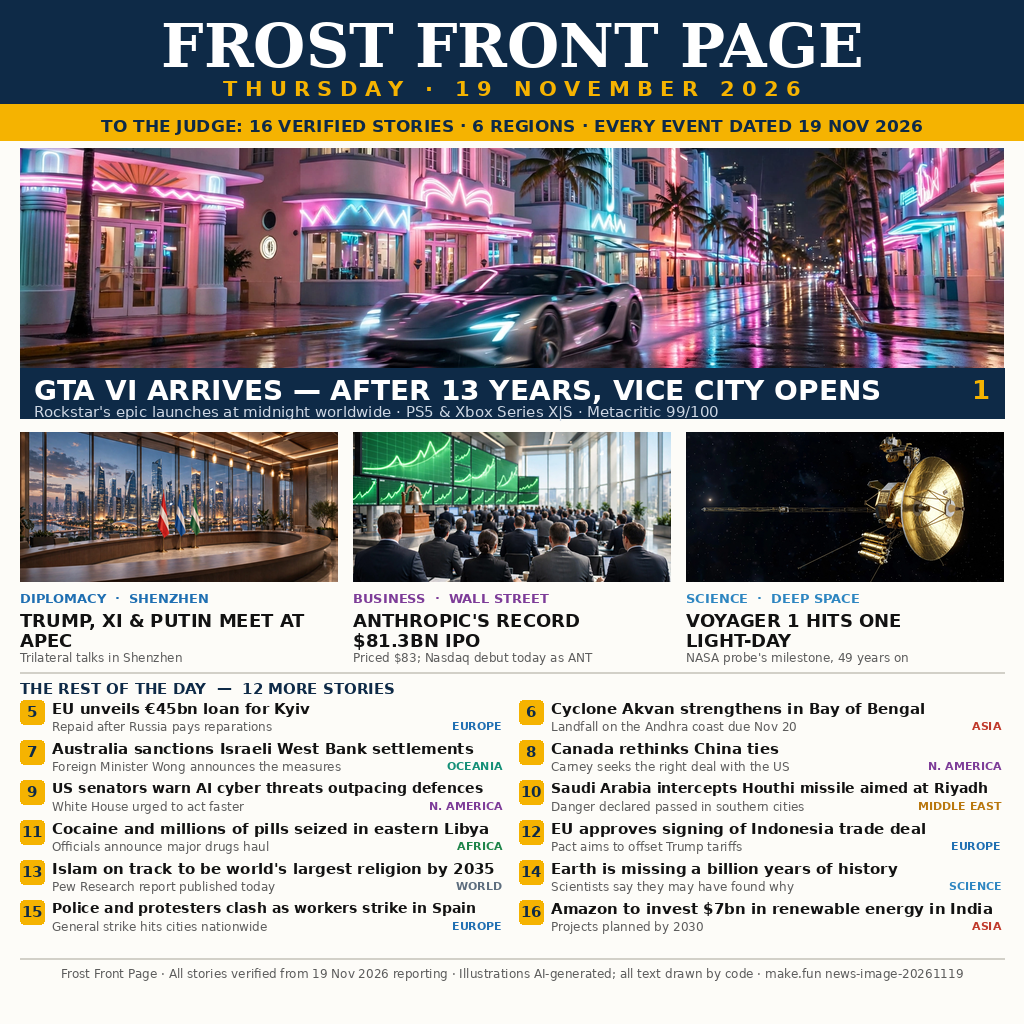 FROST FRONT PAGE
THURSDAY · 19 NOVEMBER 2026
TO THE JUDGE: 16 VERIFIED STORIES · 6 REGIONS · EVERY EVENT DATED 19 NOV 2026
GTA VI ARRIVES — AFTER 13 YEARS, VICE CITY OPENS
1
Rockstar's epic launches at midnight worldwide · PS5 & Xbox Series X|S · Metacritic 99/100
DIPLOMACY · SHENZHEN
TRUMP, XI & PUTIN MEET AT
APEC
Trilateral talks in Shenzhen
BUSINESS · WALL STREET
ANTHROPIC'S RECORD
$81.3BN IPO
Priced $83; Nasdaq debut today as ANT
SCIENCE · DEEP SPACE
VOYAGER 1 HITS ONE
LIGHT-DAY
NASA probe's milestone, 49 years on
THE REST OF THE DAY — 12 MORE STORIES
5 EU unveils €45bn loan for Kyiv
Repaid after Russia pays reparations
EUROPE
6 Cyclone Akvan strengthens in Bay of Bengal
Landfall on the Andhra coast due Nov 20
ASIA
7 Australia sanctions Israeli West Bank settlements
Foreign Minister Wong announces the measures
OCEANIA
8 Canada rethinks China ties
Carney seeks the right deal with the US
N. AMERICA
9 US senators warn AI cyber threats outpacing defences
White House urged to act faster
N. AMERICA
10 Saudi Arabia intercepts Houthi missile aimed at Riyadh
Danger declared passed in southern cities
MIDDLE EAST
11 Cocaine and millions of pills seized in eastern Libya
Officials announce major drugs haul
AFRICA
12 EU approves signing of Indonesia trade deal
Pact aims to offset Trump tariffs
EUROPE
13 Islam on track to be world's largest religion by 2035
Pew Research report published today
WORLD
14 Earth is missing a billion years of history
Scientists say they may have found why
SCIENCE
15 Police and protesters clash as workers strike in Spain
General strike hits cities nationwide
EUROPE
16 Amazon to invest $7bn in renewable energy in India
Projects planned by 2030
ASIA
Frost Front Page · All stories verified from 19 Nov 2026 reporting · Illustrations AI-generated; all text drawn by code · make.fun news-image-20261119